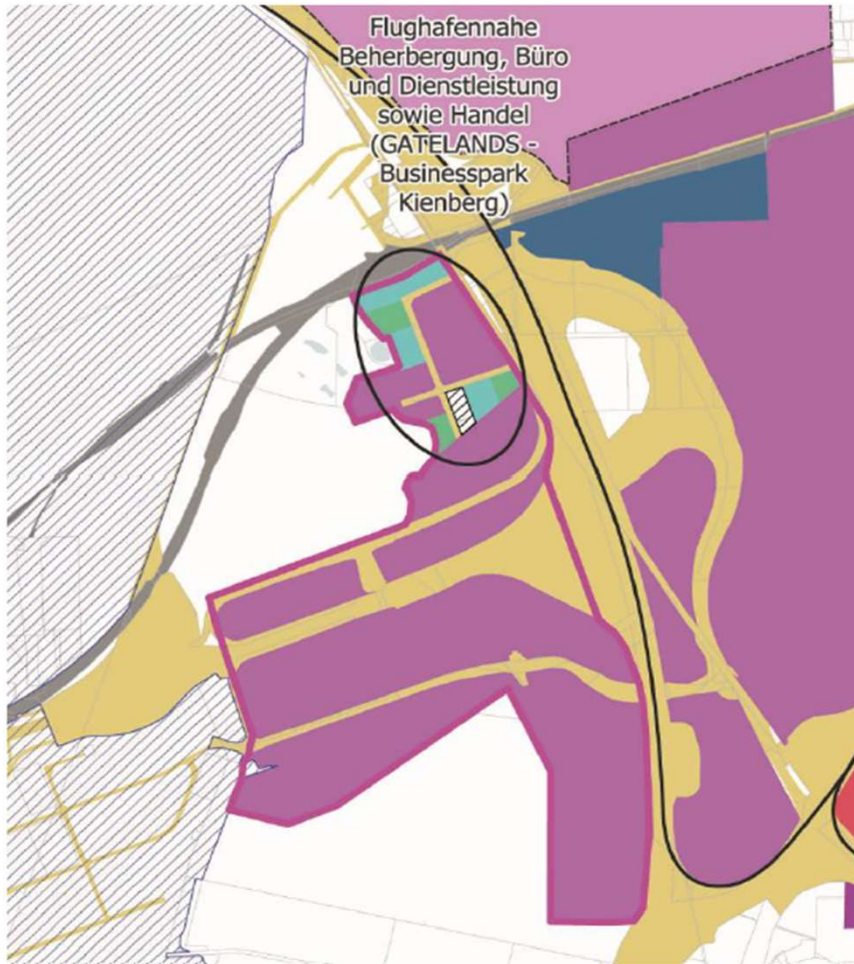 Flughafennahe
Beherbergung, Büro
und Dienstleistung
sowie Handel
(GATELANDS -
Businesspark
Kienberg)